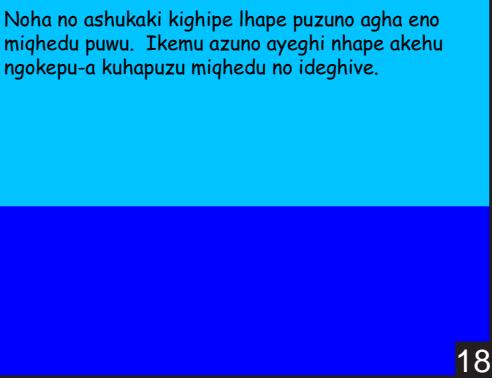 Noha no ashukaki kighipe lhape puzuno agha eno
miqhedu puwu.  Ikemu azuno ayeghi nhape akehu
ngokepu-a kuhapuzu miqhedu no ideghive.
18